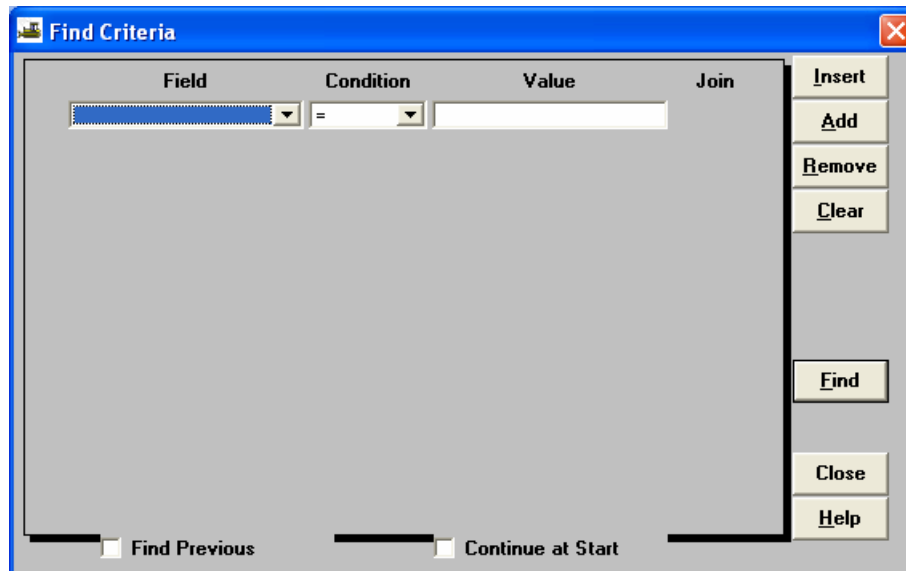 Find Criteria
Field Condition Value Join
=
Insert
Add
Remove
Clear
Find
Close
Help
Find Previous Continue at Start